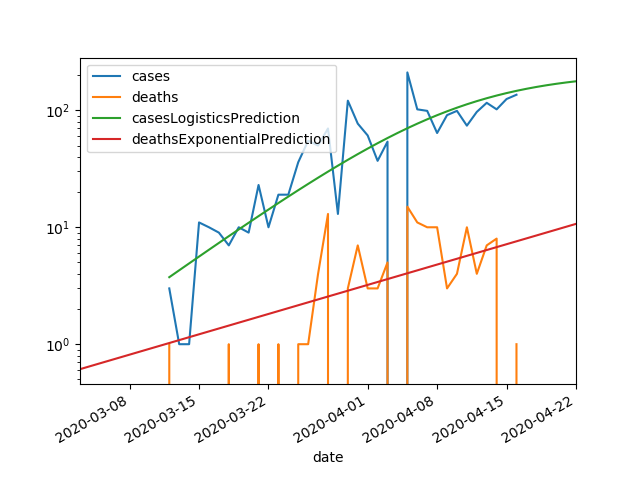 cases
deaths
casesLogisticsPrediction
deathsExponentialPrediction
10²
10¹
10⁰
2020-03-08
2020-03-15
2020-03-22
2020-04-01
2020-04-08
2020-04-15
2020-04-22
date